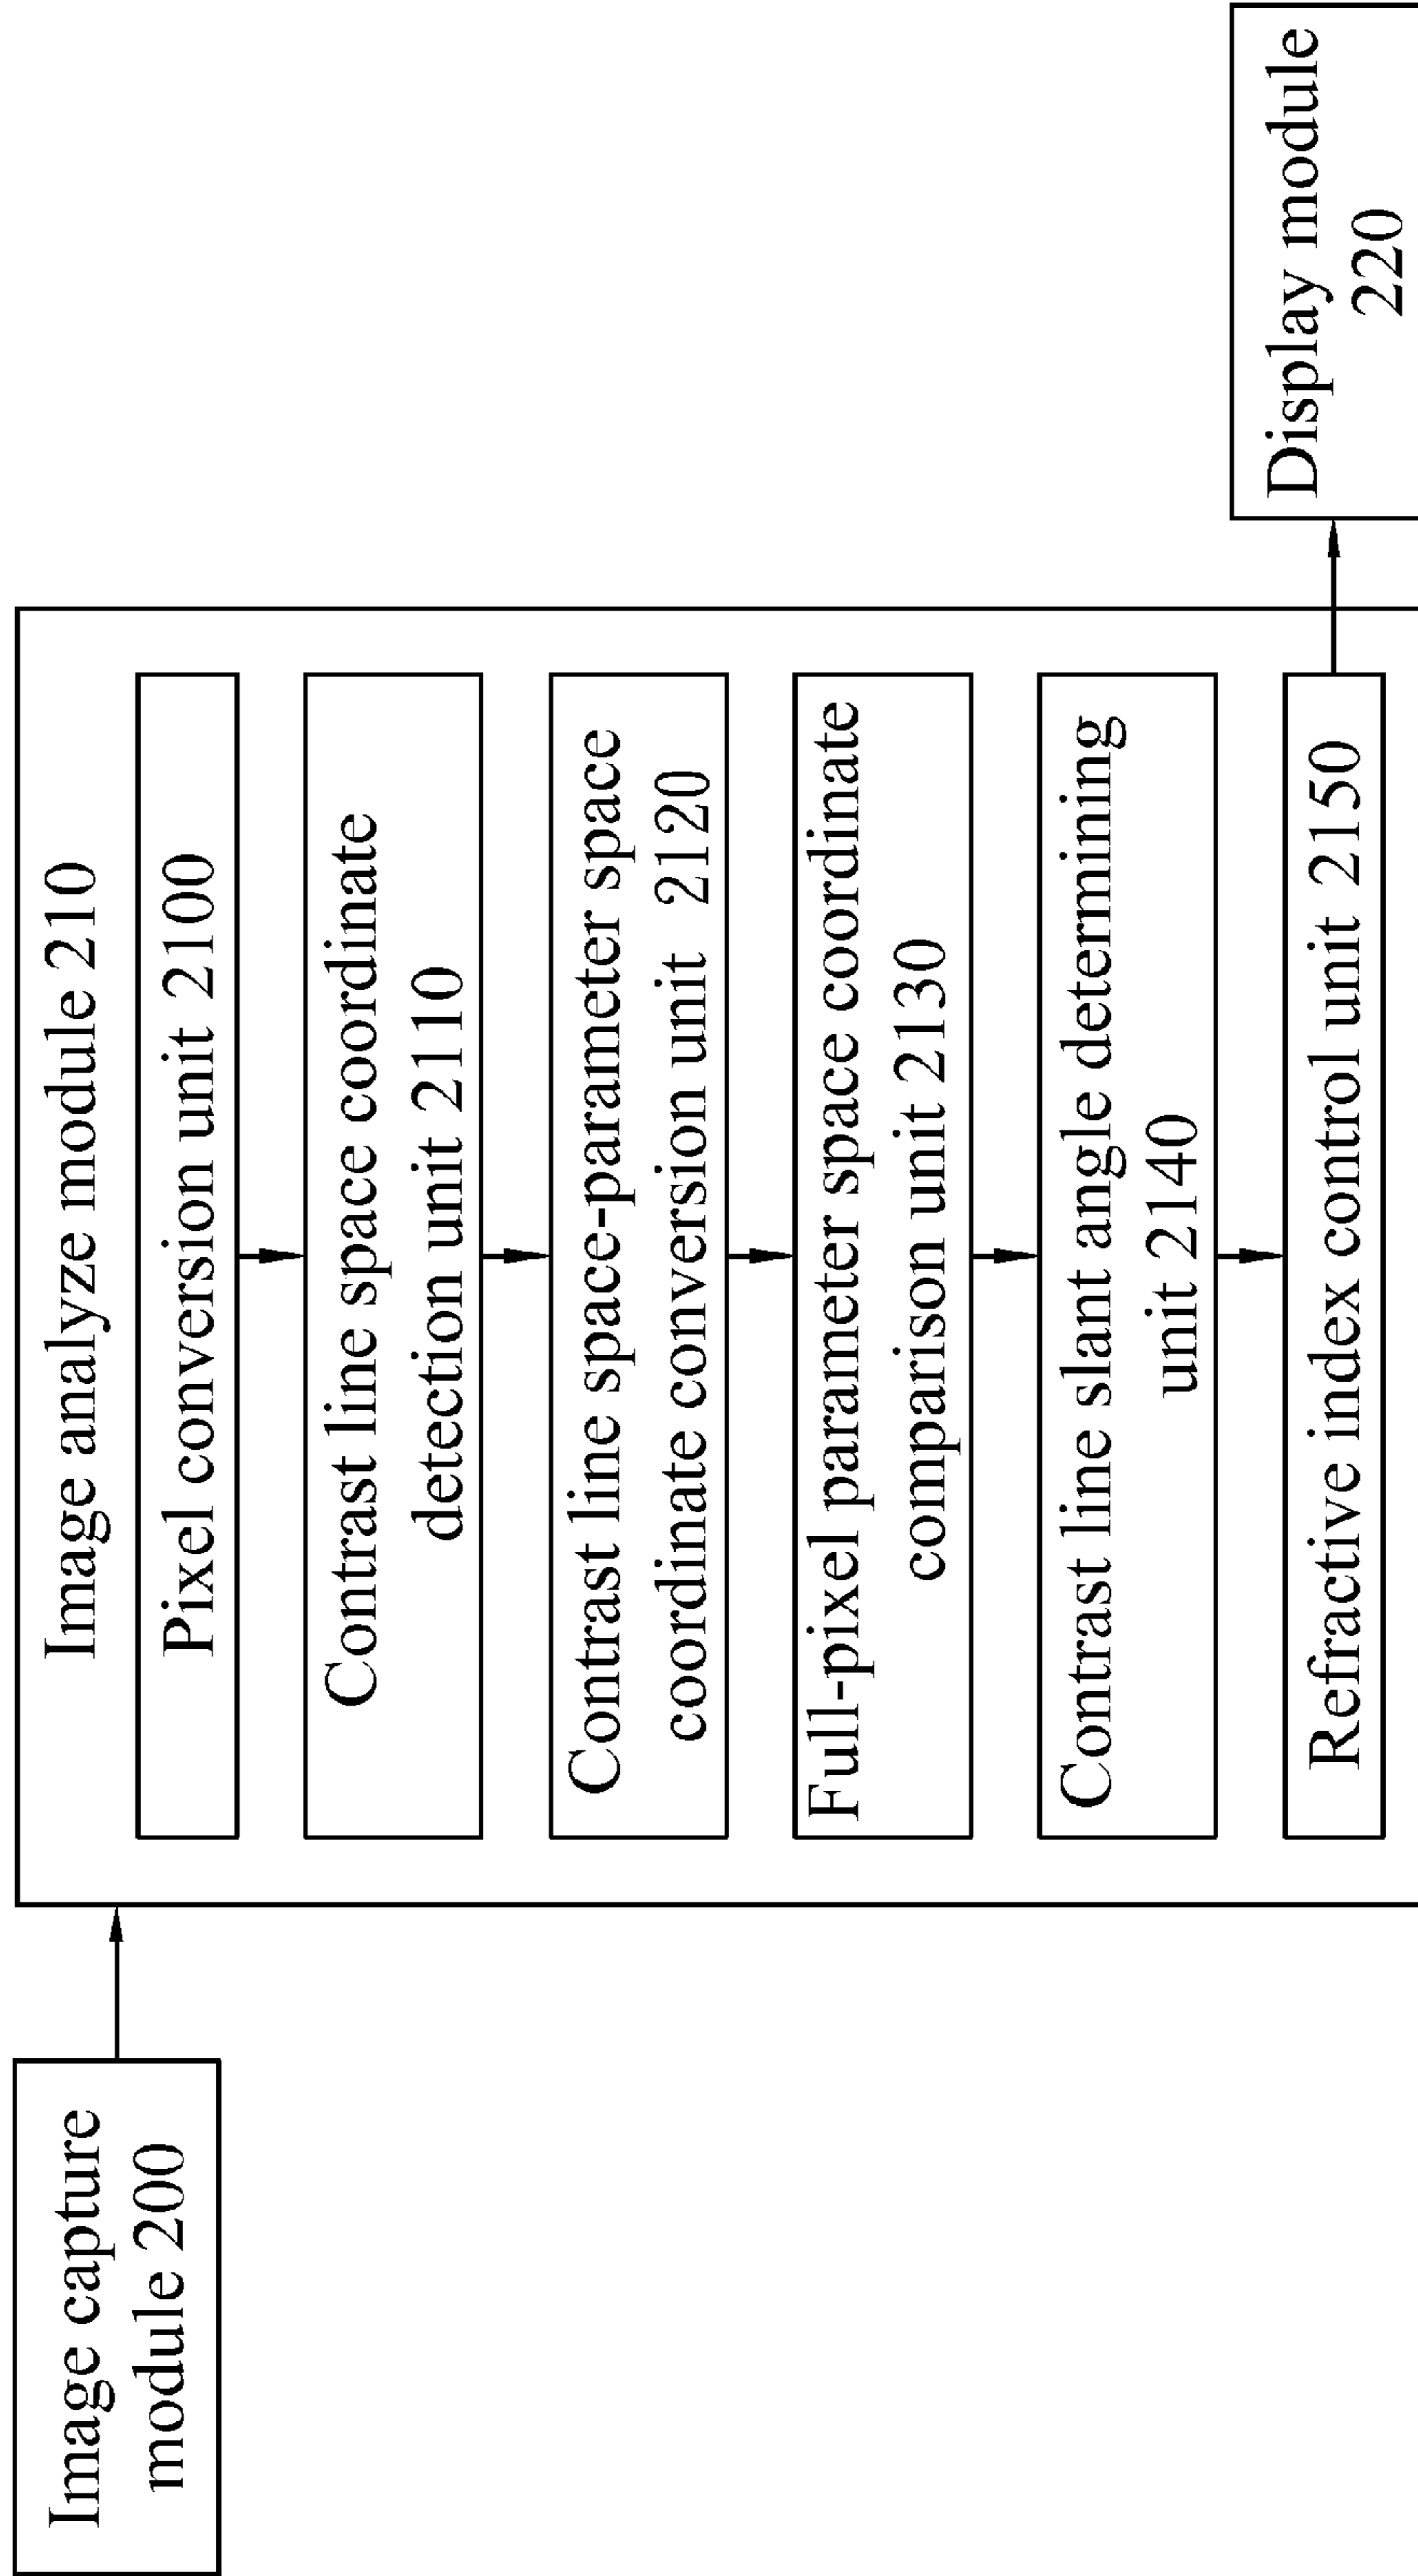 Image capture
module 200
Image analyze module 210
Pixel conversion unit 2100
Contrast line space coordinate
detection unit 2110
Contrast line space-parameter space
coordinate conversion unit 2120
Full-pixel parameter space coordinate
comparison unit 2130
Contrast line slant angle determining
unit 2140
Refractive index control unit 2150
Display module
220